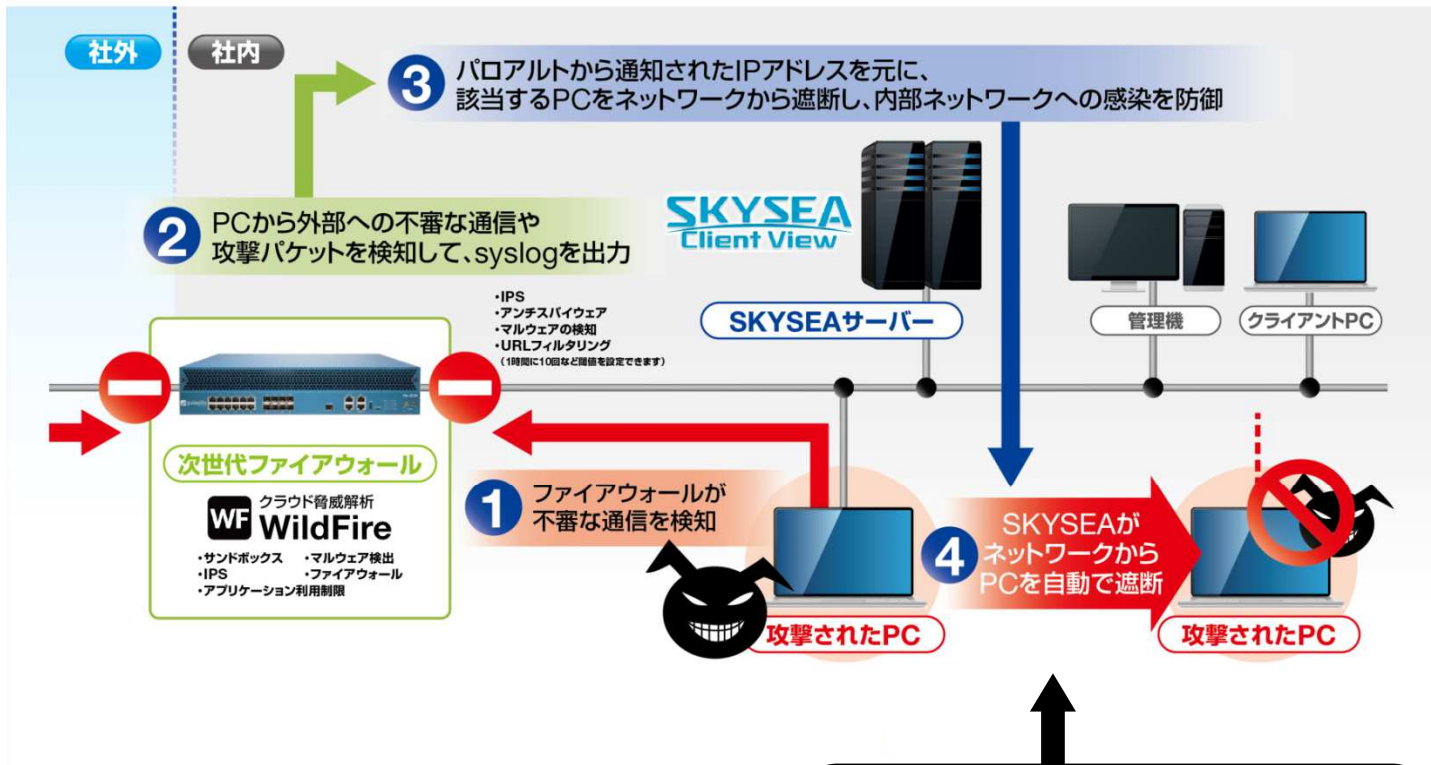 社外
社内
3
パロアルトから通知されたIPアドレスを元に、
該当するPCをネットワークから遮断し、内部ネットワークへの感染を防御
2
PCから外部への不審な通信や
攻撃パケットを検知して、syslogを出力
SKYSEA
Client View
・IPS
・アンチスパイウェア
・マルウェアの検知
・URLフィルタリング
(1時間に10回など閾値を設定できます)
SKYSEAサーバー
管理機
クライアントPC
次世代ファイアウォール
WF
クラウド脅威解析
WildFire
・サンドボックス ・マルウェア検出
・IPS ・ファイアウォール
・アプリケーション利用制限
1
ファイアウォールが
不審な通信を検知
攻撃されたPC
4
SKYSEAが
ネットワークから
PCを自動で遮断
攻撃されたPC